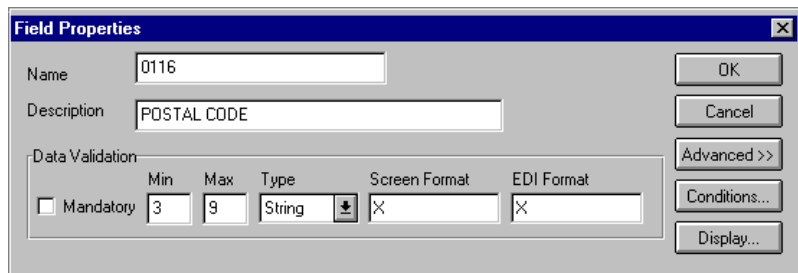 Field Properties
Name 0116 OK
Description POSTAL CODE Cancel
Data Validation Advanced >>
Min Max Type Screen Format EDI Format
Mandatory 3 9 String X X Conditions...
Display...